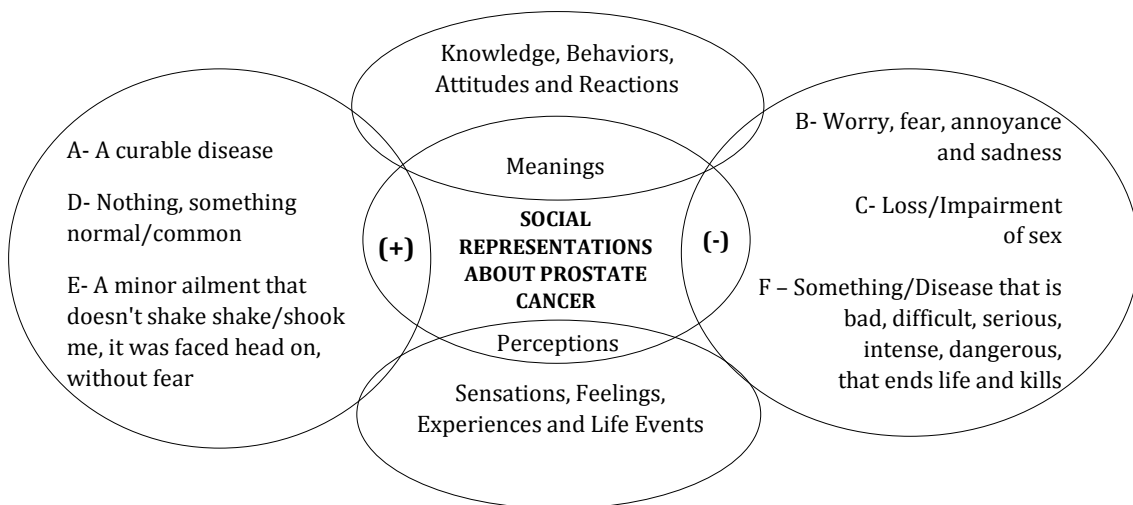 Knowledge, Behaviors,
Attitudes and Reactions
A- A curable disease
D- Nothing, something
normal/common
E- A minor ailment that
doesn't shake shake/shook
me, it was faced head on,
without fear
(+)
Meanings
SOCIAL
REPRESENTATIONS
ABOUT PROSTATE
CANCER
Perceptions
(-)
B- Worry, fear, annoyance
and sadness
C- Loss/Impairment
of sex
F – Something/Disease that is
bad, difficult, serious,
intense, dangerous,
that ends life and kills
Sensations, Feelings,
Experiences and Life Events